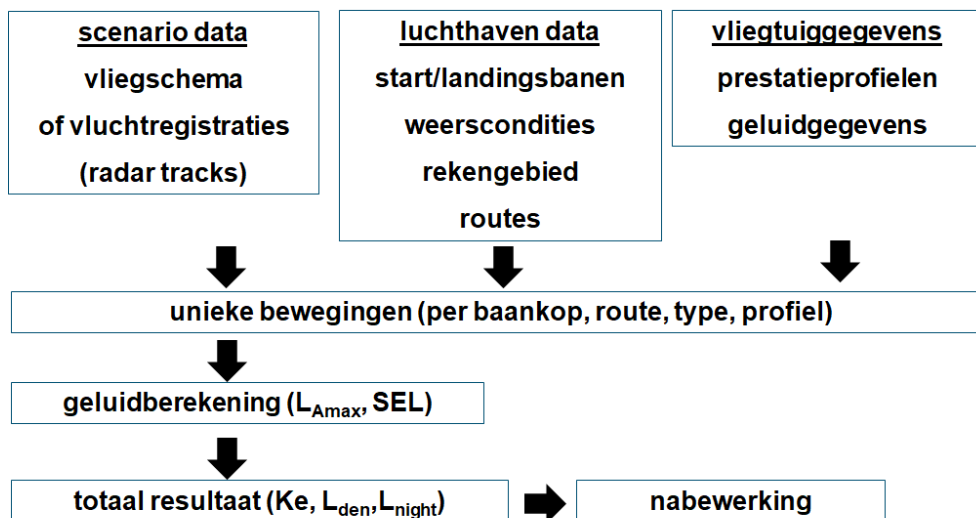 scenario data
vliegschema
of vluchtregistraties
(radar tracks)
luchthaven data
start/landingsbanen
weerscondities
rekengebied
routes
vliegtuiggegevens
prestatieprofielen
geluidgegevens
unieke bewegingen (per baankop, route, type, profiel)
geluidberekening (LAmax, SEL)
totaal resultaat (Ke, Lden,Lnight)
nabewerking